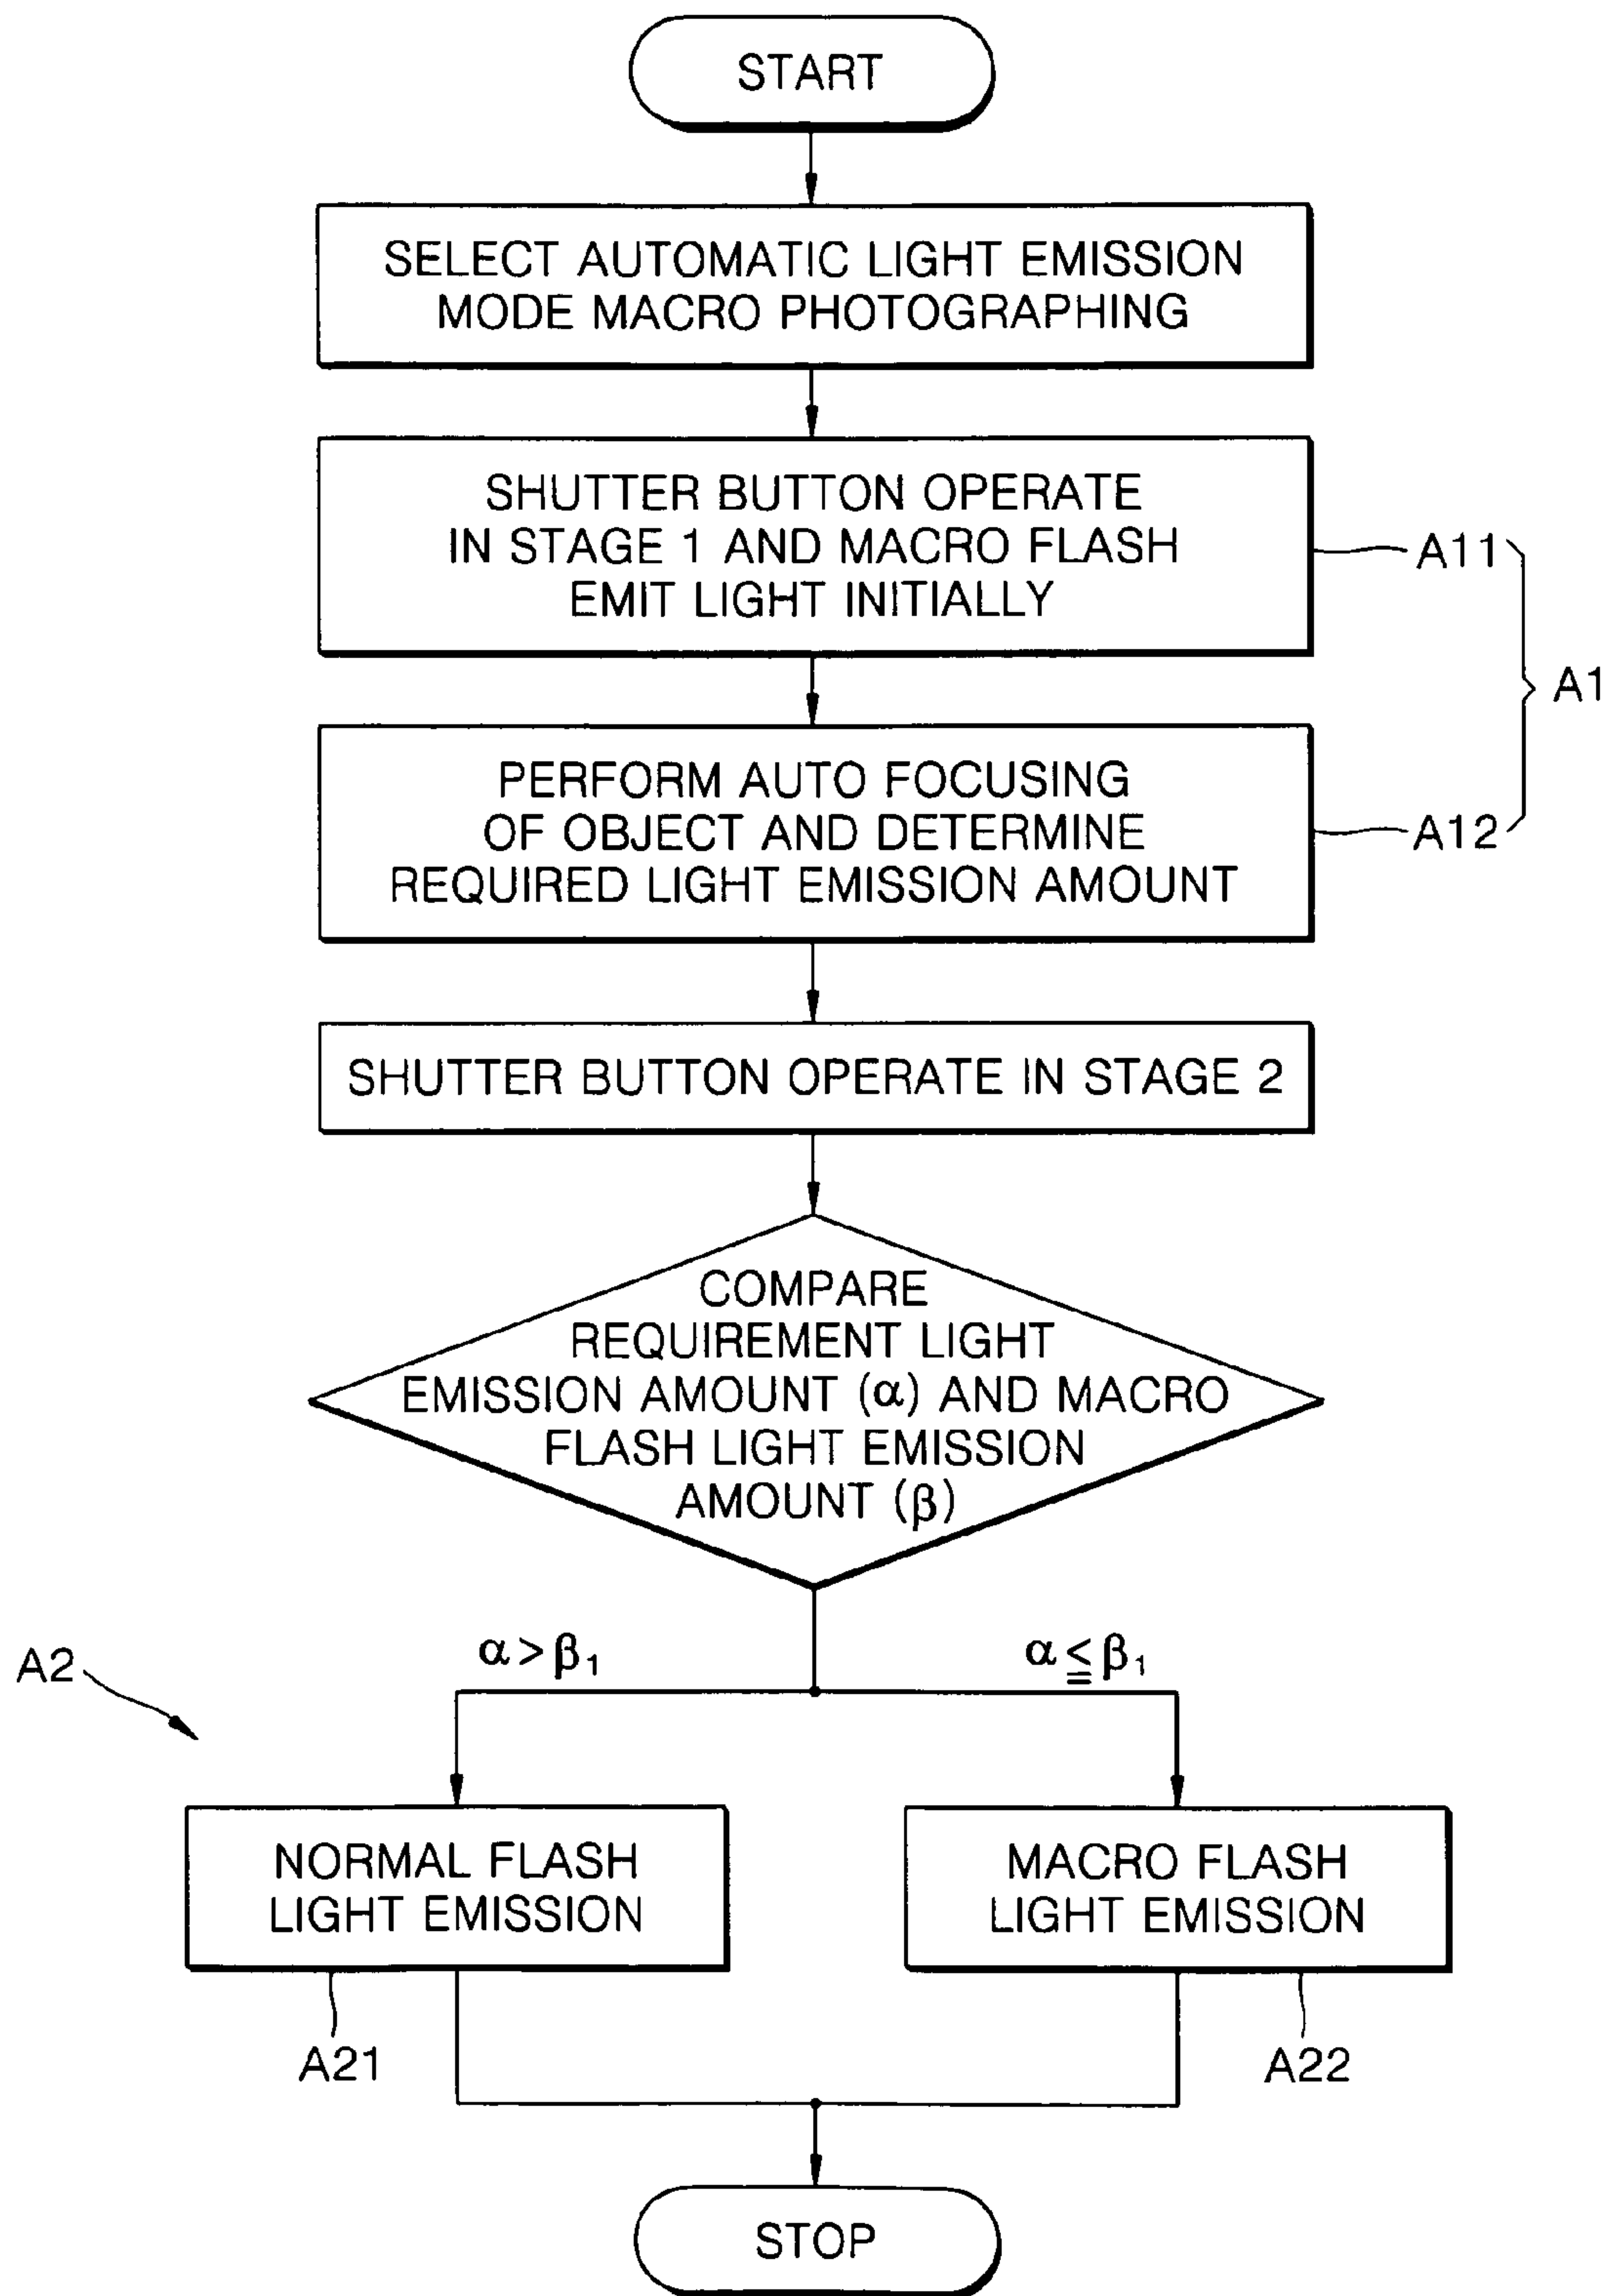 START
SELECT AUTOMATIC LIGHT EMISSION
MODE MACRO PHOTOGRAPHING
SHUTTER BUTTON OPERATE
IN STAGE 1 AND MACRO FLASH
EMIT LIGHT INITIALLY
A11
A1
PERFORM AUTO FOCUSING
OF OBJECT AND DETERMINE
REQUIRED LIGHT EMISSION AMOUNT
A12
SHUTTER BUTTON OPERATE IN STAGE 2
COMPARE
REQUIREMENT LIGHT
EMISSION AMOUNT (α) AND MACRO
FLASH LIGHT EMISSION
AMOUNT (β)
A2
α > β₁
α ≦ β₁
NORMAL FLASH
LIGHT EMISSION
MACRO FLASH
LIGHT EMISSION
A21
A22
STOP